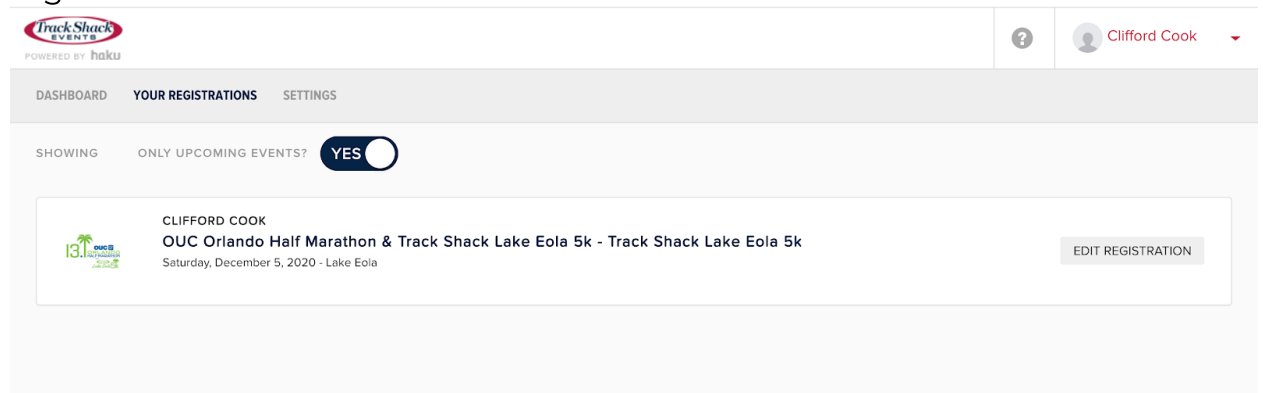 Track Shack
EVENTS
POWERED BY haku
?
Clifford Cook
DASHBOARD YOUR REGISTRATIONS SETTINGS
SHOWING ONLY UPCOMING EVENTS? YES
CLIFFORD COOK
OUC Orlando Half Marathon & Track Shack Lake Eola 5k - Track Shack Lake Eola 5k
Saturday, December 5, 2020 - Lake Eola
EDIT REGISTRATION
13.1 OUC